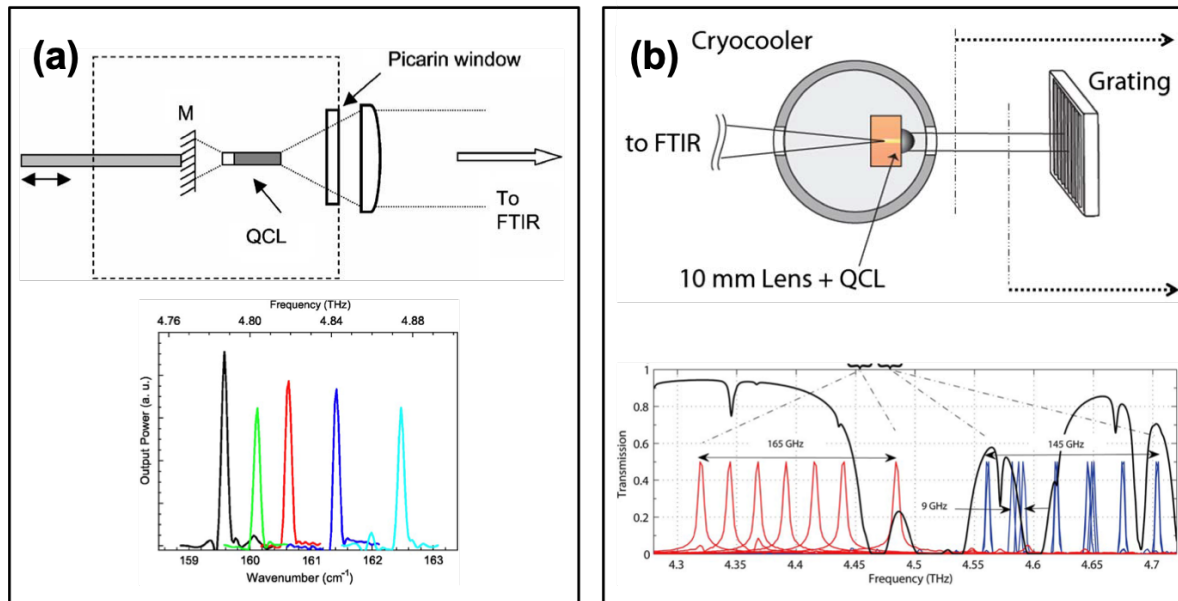 (a)
Picarin window
M
QCL
To
FTIR
Frequency (THz)
4.76 4.80 4.84 4.88
Output Power (a. u.)
159 160 161 162 163
Wavenumber (cm-1)
(b)
Cryocooler
Grating
to FTIR
10 mm Lens + QCL
1
0.8
0.6
0.4
0.2
0
Transmission
165 GHz
145 GHz
9 GHz
4.3 4.35 4.4 4.45 4.5 4.55 4.6 4.65 4.7
Frequency (THz)